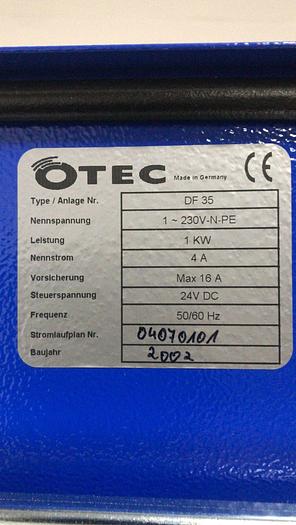 OTEC Made in Germany CE
Type / Anlage Nr. DF 35
Nennspannung 1 ~ 230V-N-PE
Leistung 1 KW
Nennstrom 4 A
Vorsicherung Max 16 A
Steuerspannung 24V DC
Frequenz 50/60 Hz
Stromlaufplan Nr. 04070101
Baujahr 2002